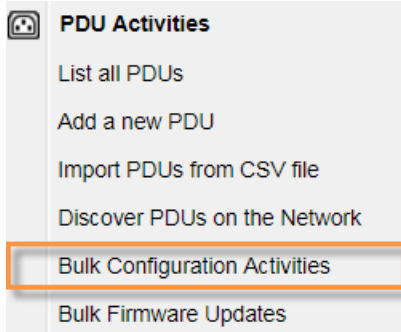 PDU Activities
List all PDUs
Add a new PDU
Import PDUs from CSV file
Discover PDUs on the Network
Bulk Configuration Activities
Bulk Firmware Updates